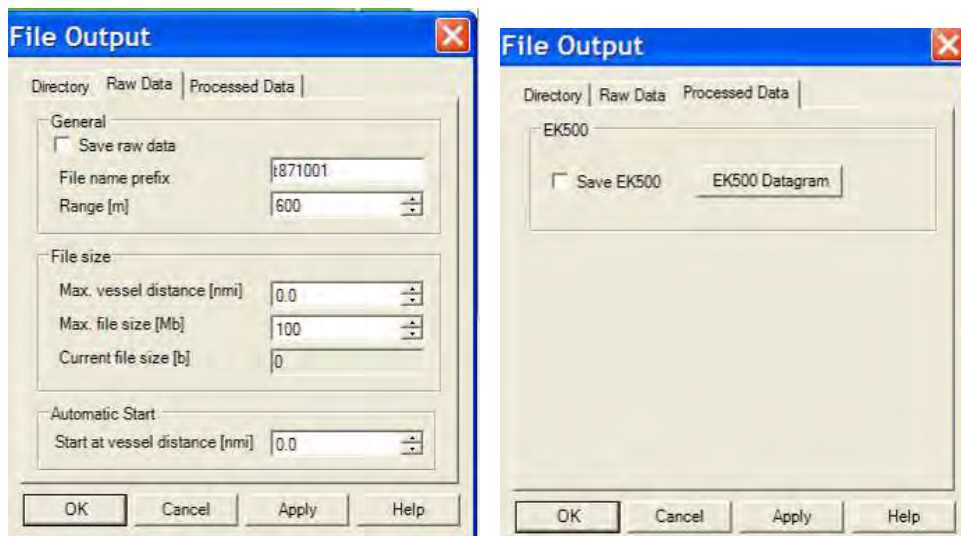 File Output
Directory Raw Data Processed Data
General
Save raw data
File name prefix t871001
Range [m] 600
File size
Max. vessel distance [nmi] 0.0
Max. file size [Mb] 100
Current file size [b] 0
Automatic Start
Start at vessel distance [nmi] 0.0
OK Cancel Apply Help
File Output
Directory Raw Data Processed Data
EK500
Save EK500 EK500 Datagram
OK Cancel Apply Help